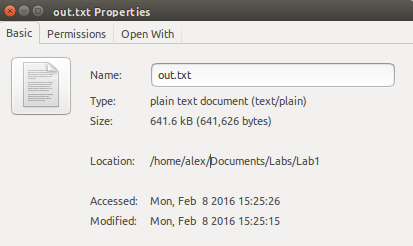 out.txt Properties
Basic Permissions Open With
Name: out.txt
Type: plain text document (text/plain)
Size: 641.6 kB (641,626 bytes)
Location: /home/alex/Documents/Labs/Lab1
Accessed: Mon, Feb  8 2016 15:25:26
Modified: Mon, Feb  8 2016 15:25:15